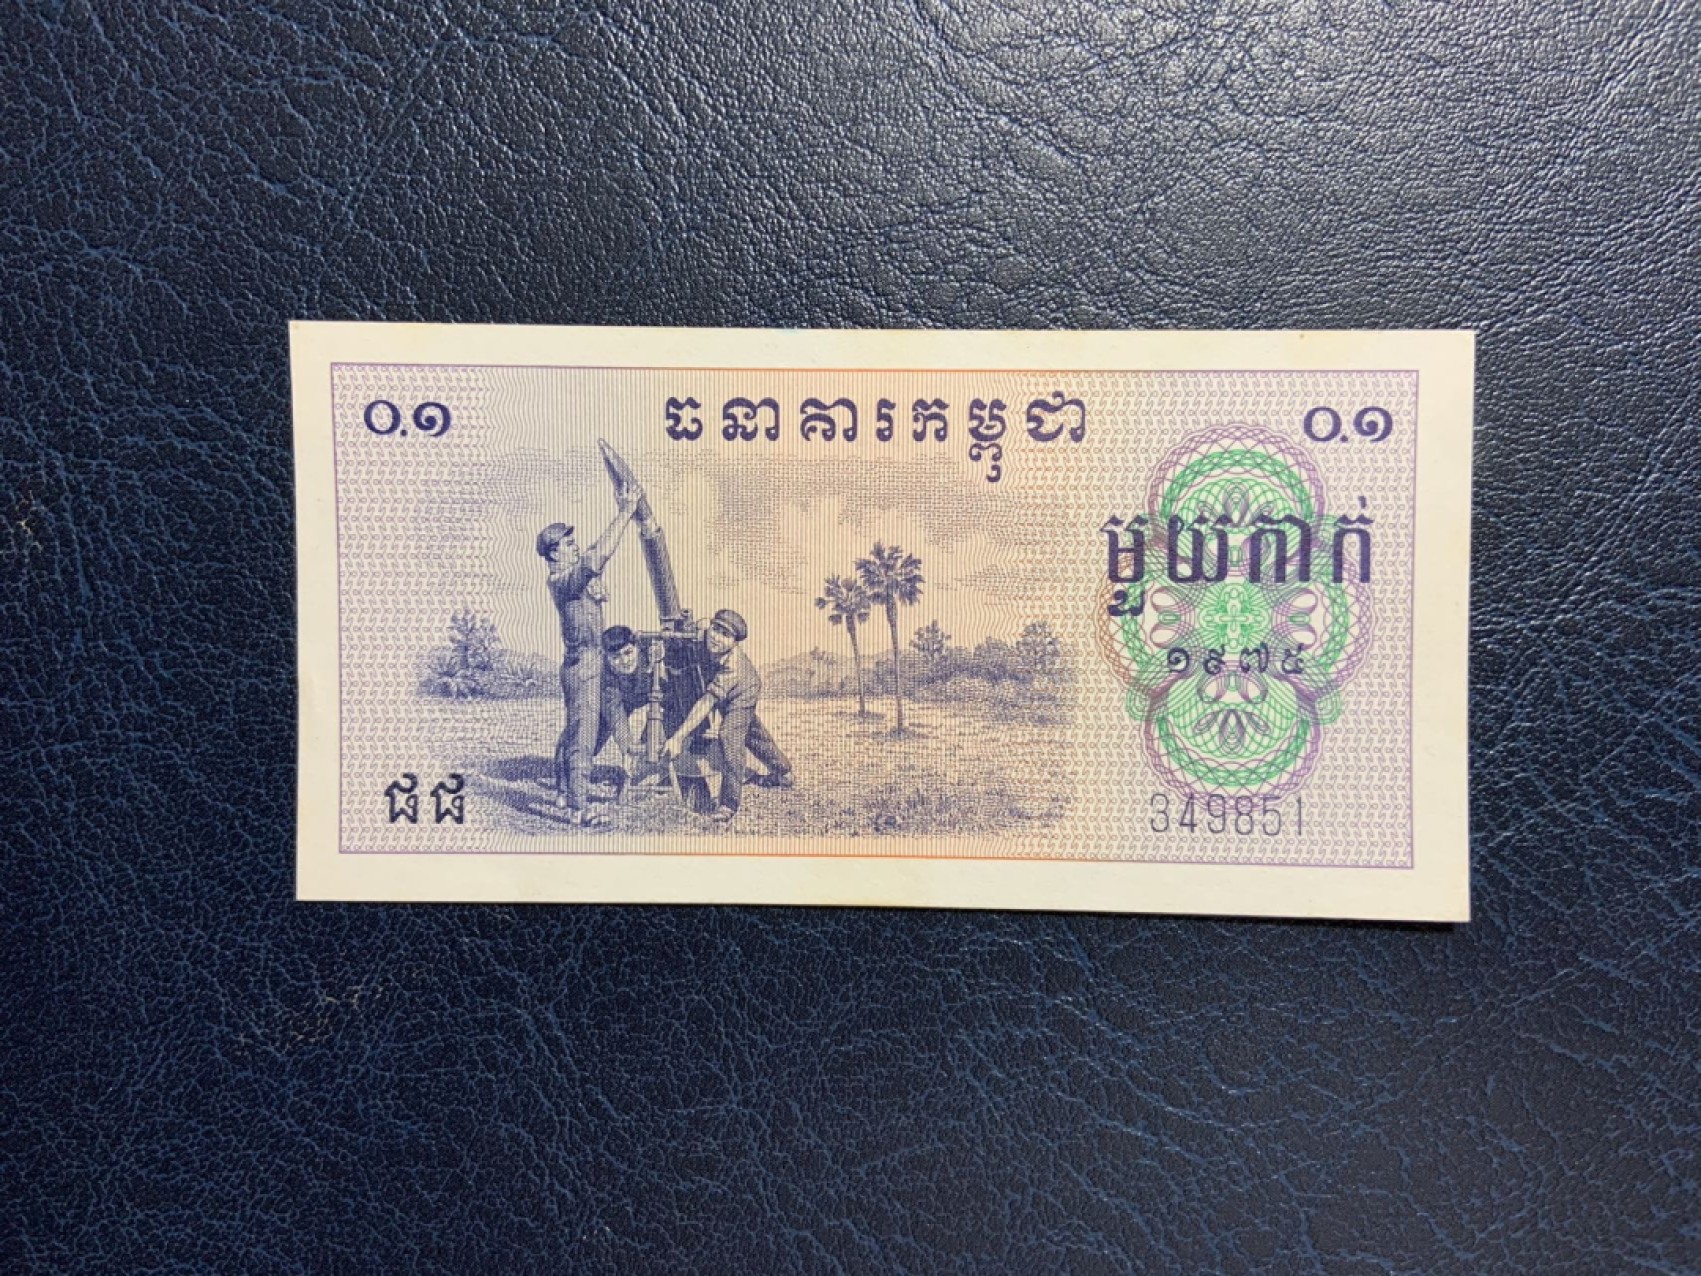 ០.១
ធនាគារកម្ពុជា
០.១
មួយកាក់
១៩៧៥
ផផ
349851